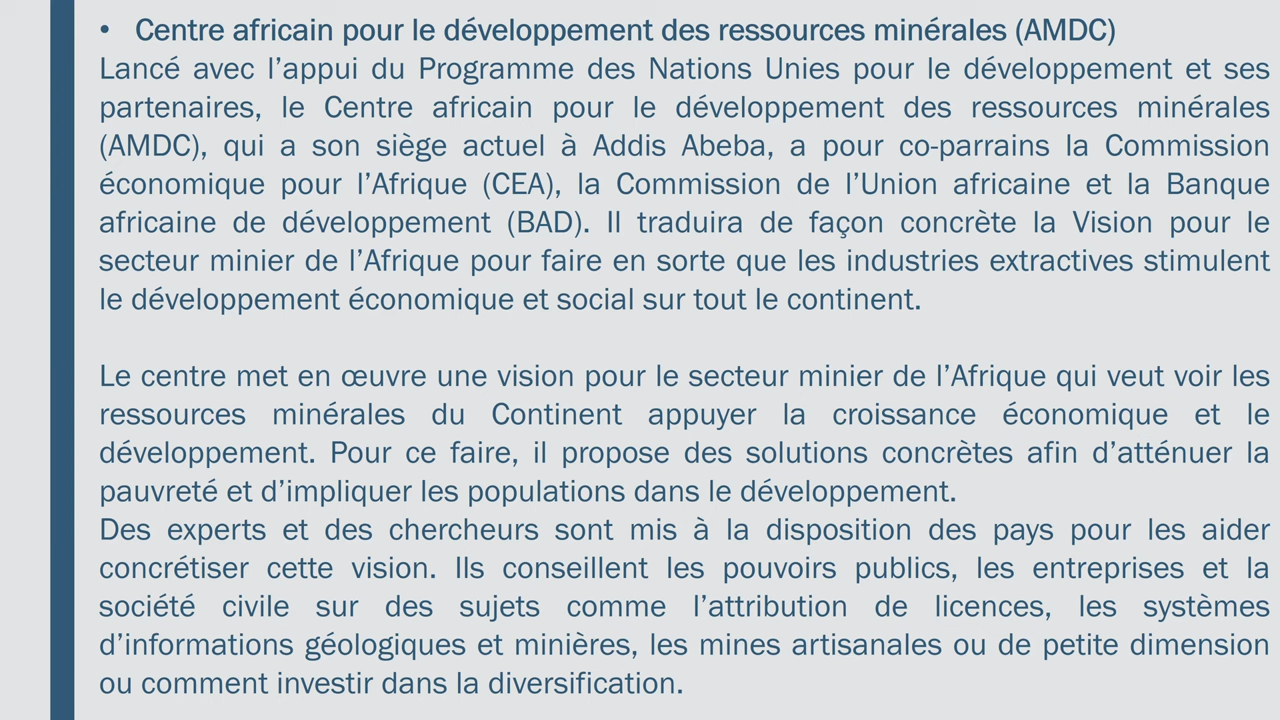 • Centre africain pour le développement des ressources minérales (AMDC)
Lancé avec l’appui du Programme des Nations Unies pour le développement et ses
partenaires, le Centre africain pour le développement des ressources minérales
(AMDC), qui a son siège actuel à Addis Abeba, a pour co-parrains la Commission
économique pour l’Afrique (CEA), la Commission de l’Union africaine et la Banque
africaine de développement (BAD). Il traduira de façon concrète la Vision pour le
secteur minier de l’Afrique pour faire en sorte que les industries extractives stimulent
le développement économique et social sur tout le continent.
Le centre met en œuvre une vision pour le secteur minier de l’Afrique qui veut voir les
ressources minérales du Continent appuyer la croissance économique et le
développement. Pour ce faire, il propose des solutions concrètes afin d’atténuer la
pauvreté et d’impliquer les populations dans le développement.
Des experts et des chercheurs sont mis à la disposition des pays pour les aider
concrétiser cette vision. Ils conseillent les pouvoirs publics, les entreprises et la
société civile sur des sujets comme l’attribution de licences, les systèmes
d’informations géologiques et minières, les mines artisanales ou de petite dimension
ou comment investir dans la diversification.